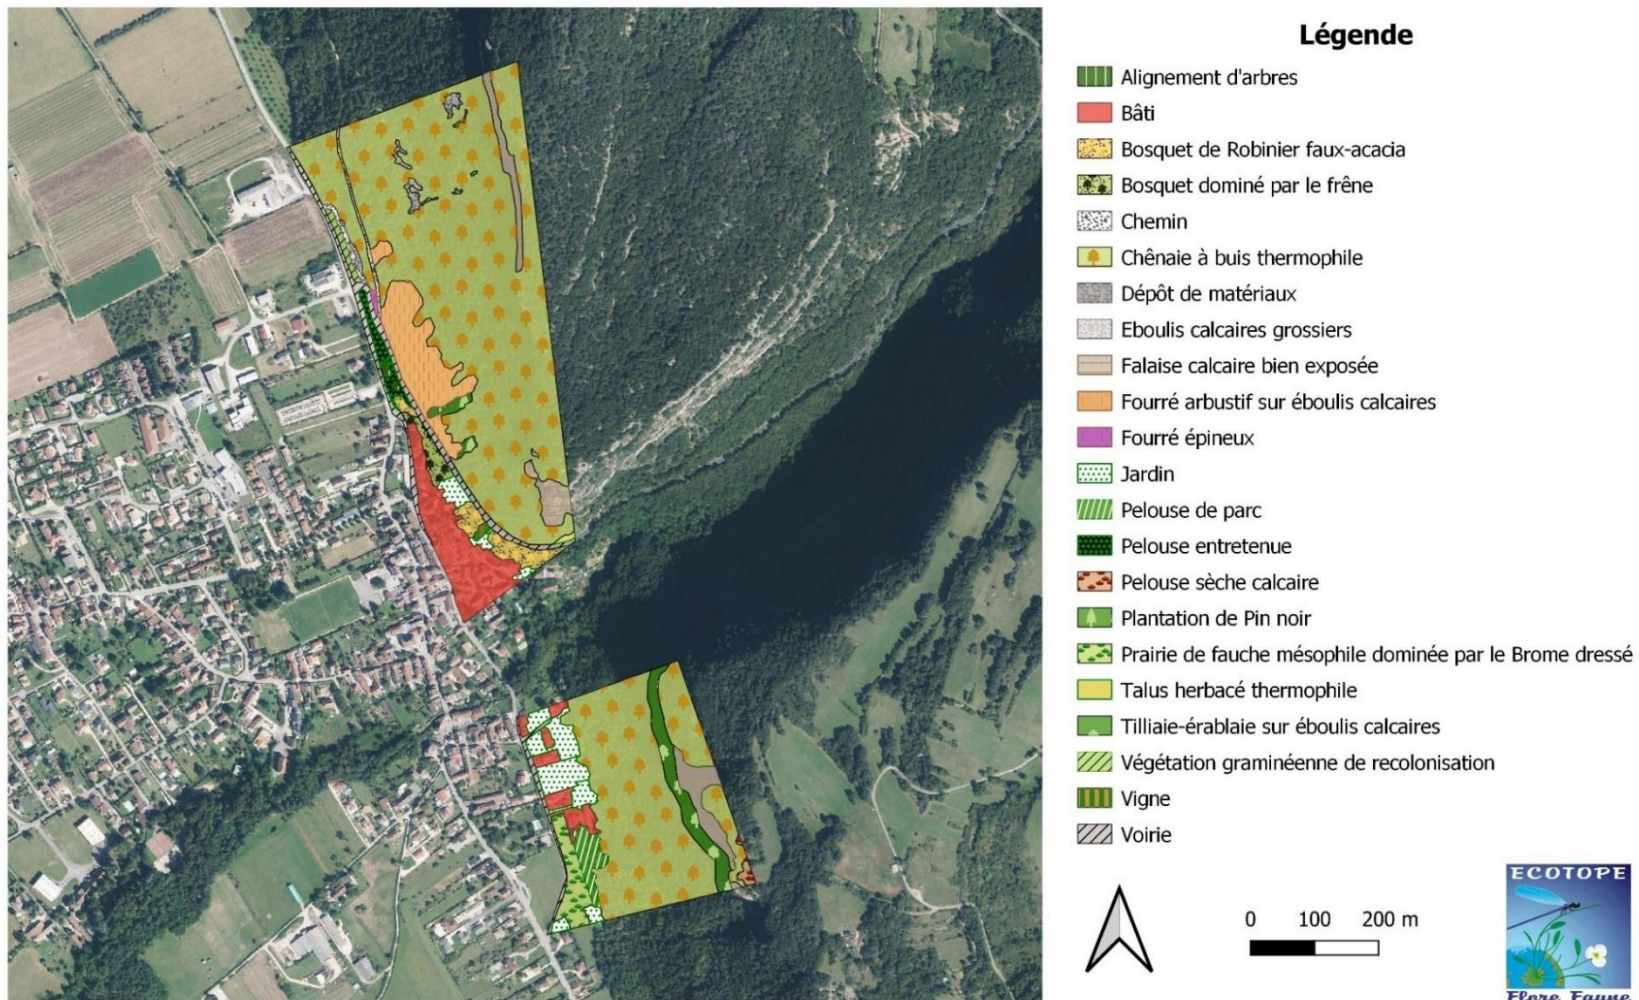 Légende
Alignement d'arbres
Bâti
Bosquet de Robinier faux-acacia
Bosquet dominé par le frêne
Chemin
Chênaie à buis thermophile
Dépôt de matériaux
Eboulis calcaires grossiers
Falaise calcaire bien exposée
Fourré arbustif sur éboulis calcaires
Fourré épineux
Jardin
Pelouse de parc
Pelouse entretenue
Pelouse sèche calcaire
Plantation de Pin noir
Prairie de fauche mésophile dominée par le Brome dressé
Talus herbacé thermophile
Tilliaie-érablaie sur éboulis calcaires
Végétation graminéenne de recolonisation
Vigne
Voirie
0 100 200 m
ECOTOPE
Flore Faune